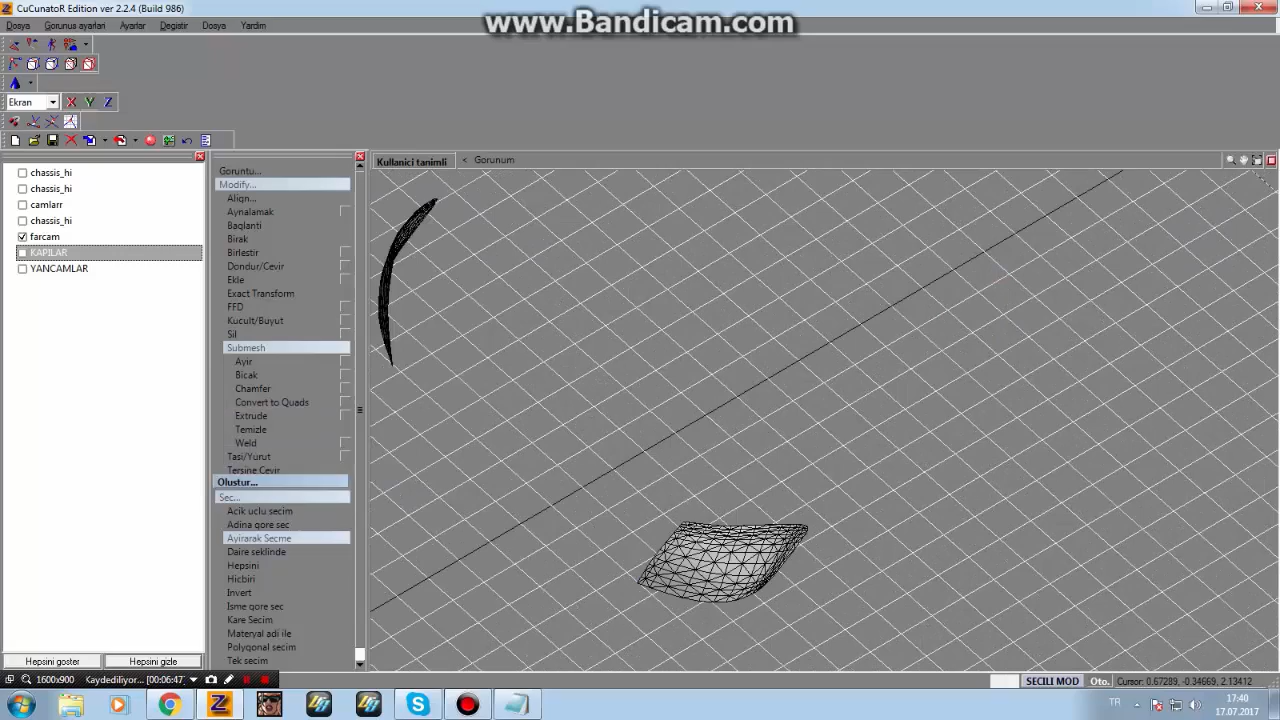 CuCunatoR Edition ver 2.2.4 (Build 986)
www.Bandicam.com
Dosya Gorunus ayarlari Ayarlar Degistir Dosya Yardım
Ekran X Y Z
Kullanici tanimli < Gorunum
chassis_hi
chassis_hi
camlarr
chassis_hi
farcam
KAPILAR
YANCAMLAR
Goruntu...
Modify...
Align...
Aynalamak
Baglanti
Birak
Birlestir
Dondur/Cevir
Ekle
Exact Transform
FFD
Kucult/Buyut
Sil
Submesh
Ayir
Bicak
Chamfer
Convert to Quads
Extrude
Temizle
Weld
Tasi/Yurut
Tersine Cevir
Olustur...
Sec...
Acik uclu secim
Adina gore sec
Ayirarak Secme
Daire seklinde
Hepsini
Hicbiri
Invert
Isme gore sec
Kare Secim
Materyal adi ile
Polygonal secim
Tek secim
Hepsini goster Hepsini gizle
1600x900 Kaydediliyor... [00:06:47]
SECILI MOD Oto. Cursor: 0.67289, -0.34669, 2.13412
TR
17:40
17.07.2017